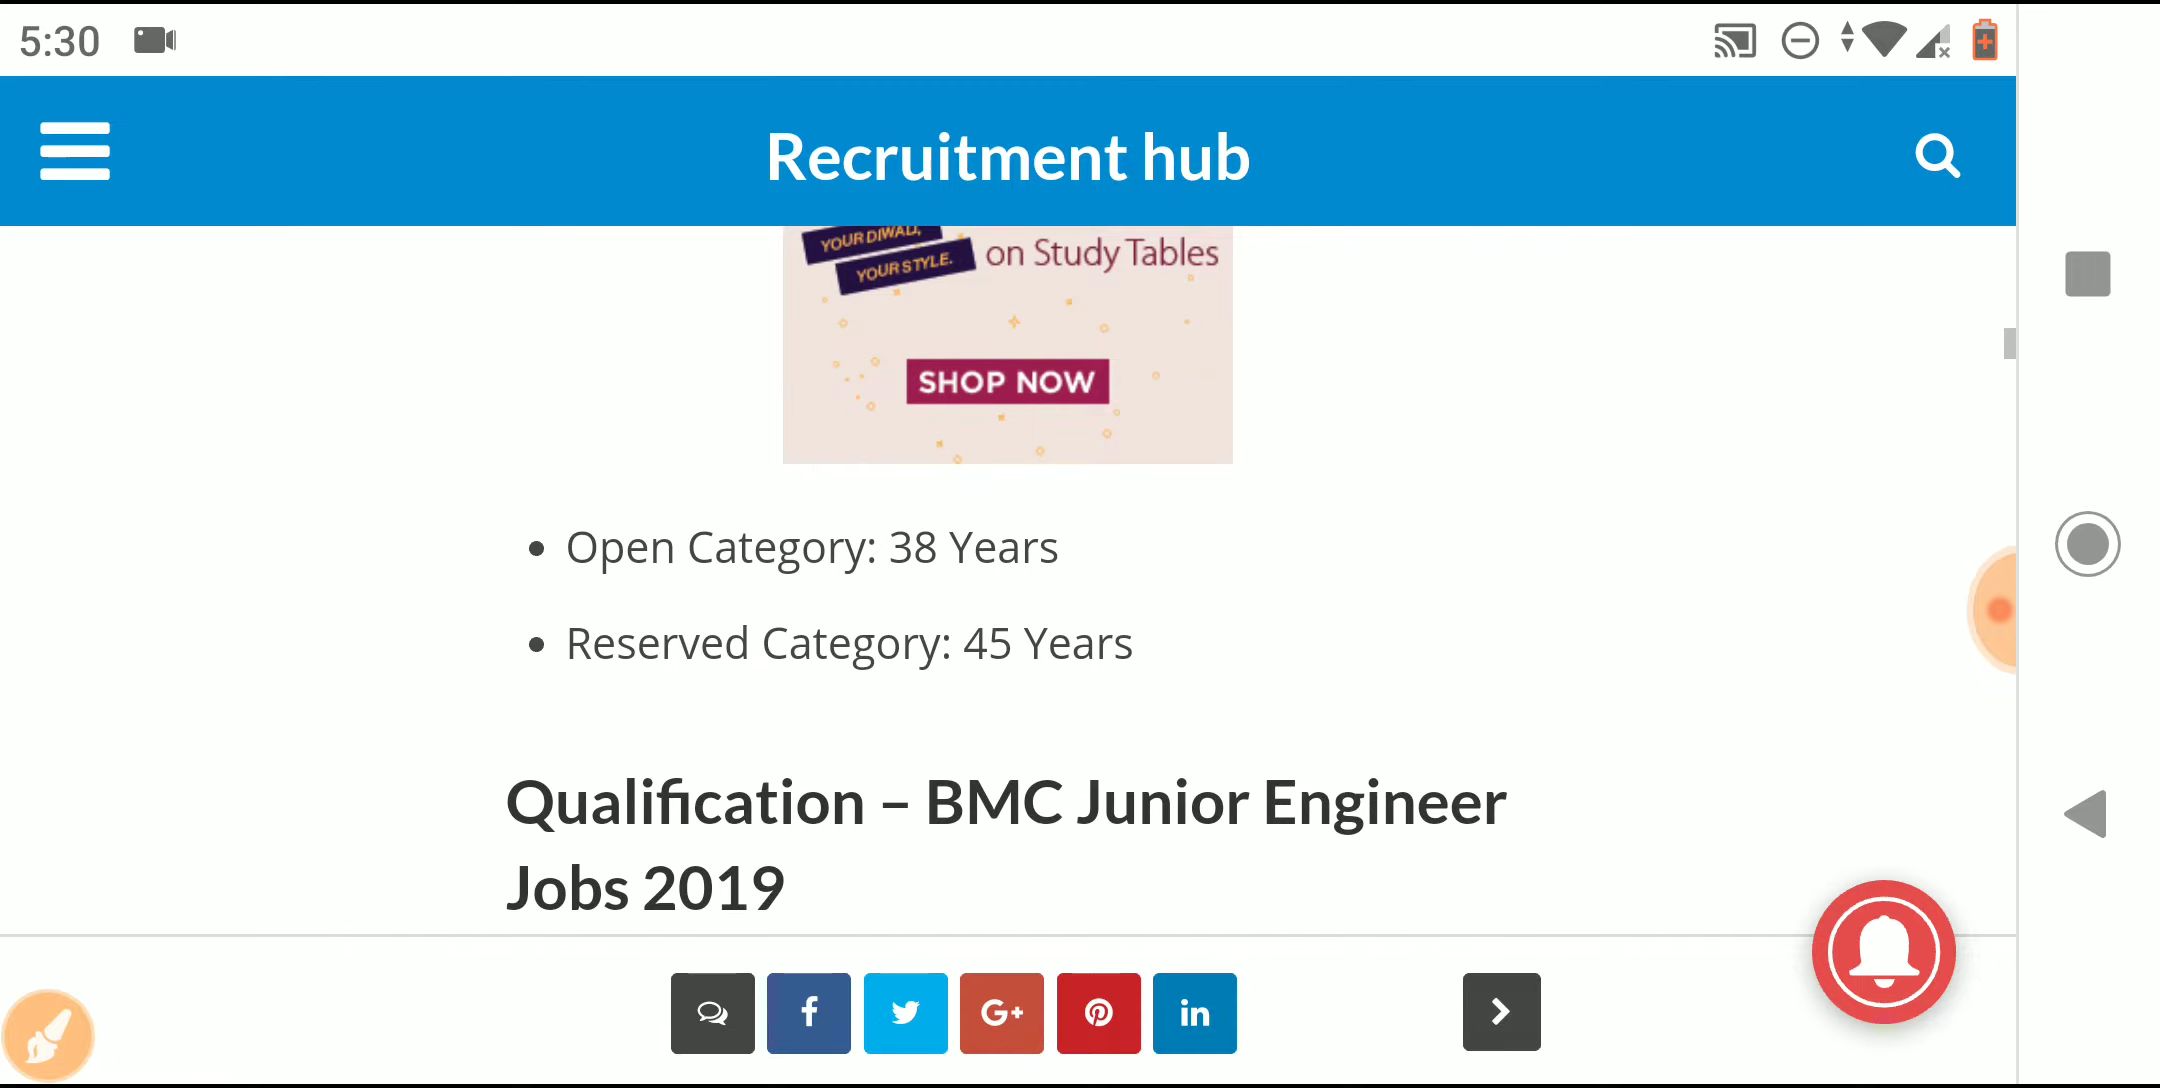 5:30
Recruitment hub
YOUR DIWALI,
YOUR STYLE.
on Study Tables
SHOP NOW
Open Category: 38 Years
Reserved Category: 45 Years
Qualification – BMC Junior Engineer
Jobs 2019
f
G+
in